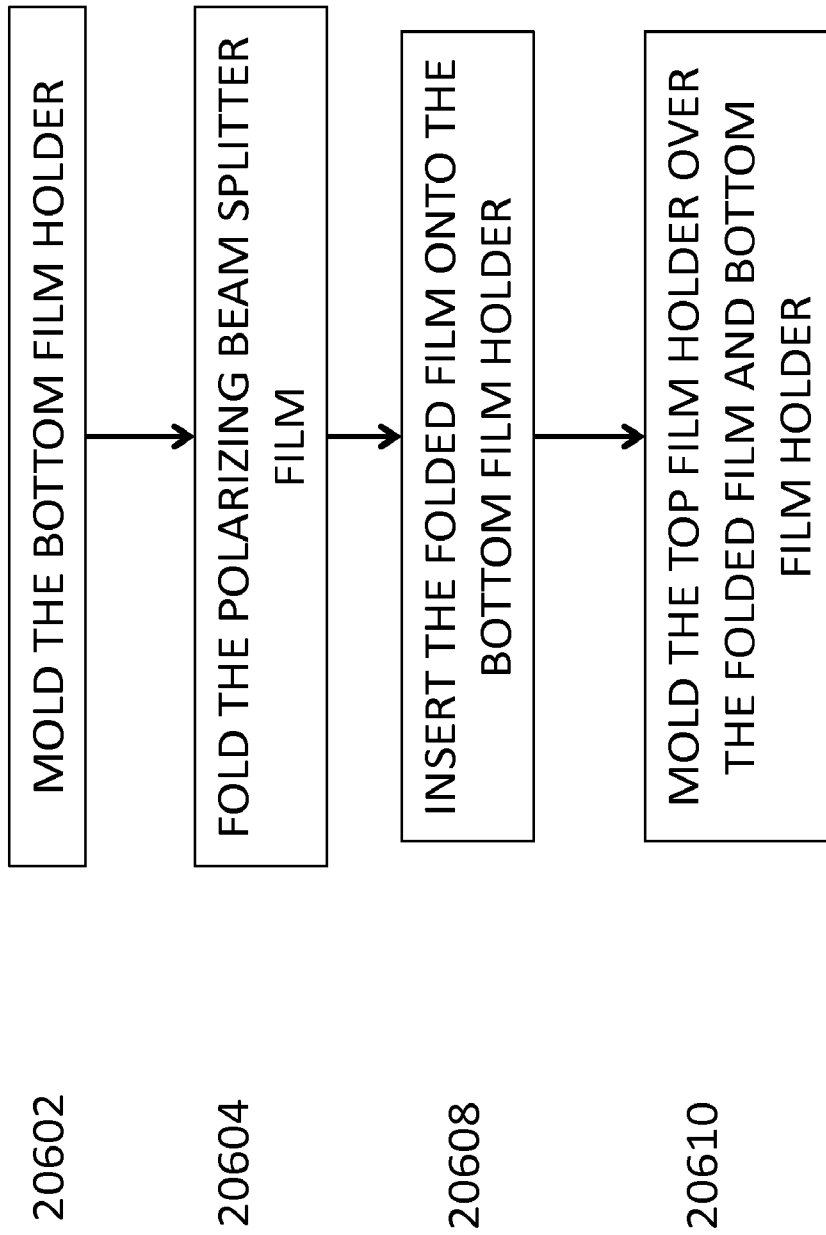 20602
MOLD THE BOTTOM FILM HOLDER
20604
FOLD THE POLARIZING BEAM SPLITTER
FILM
20608
INSERT THE FOLDED FILM ONTO THE
BOTTOM FILM HOLDER
20610
MOLD THE TOP FILM HOLDER OVER
THE FOLDED FILM AND BOTTOM
FILM HOLDER